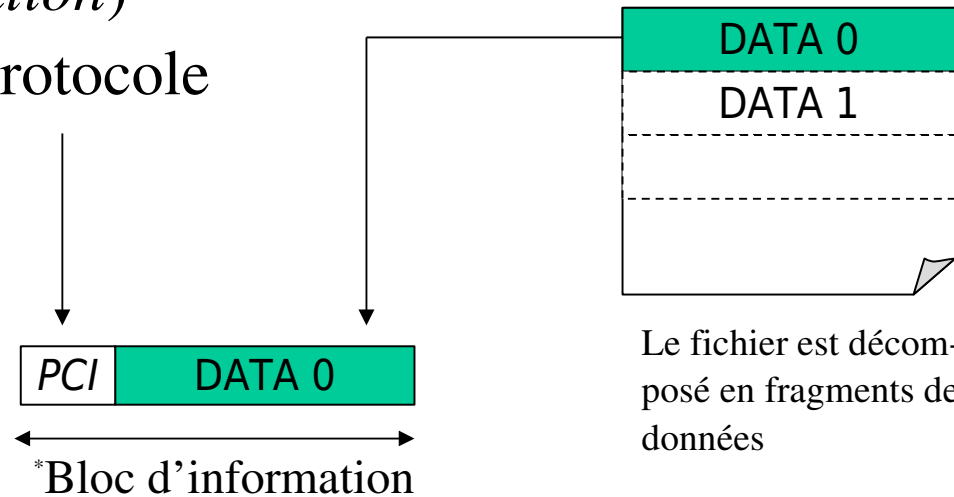 rotocole
DATA 0
DATA 1
Le fichier est décom-
posé en fragments de
données
PCI DATA 0
*Bloc d’information